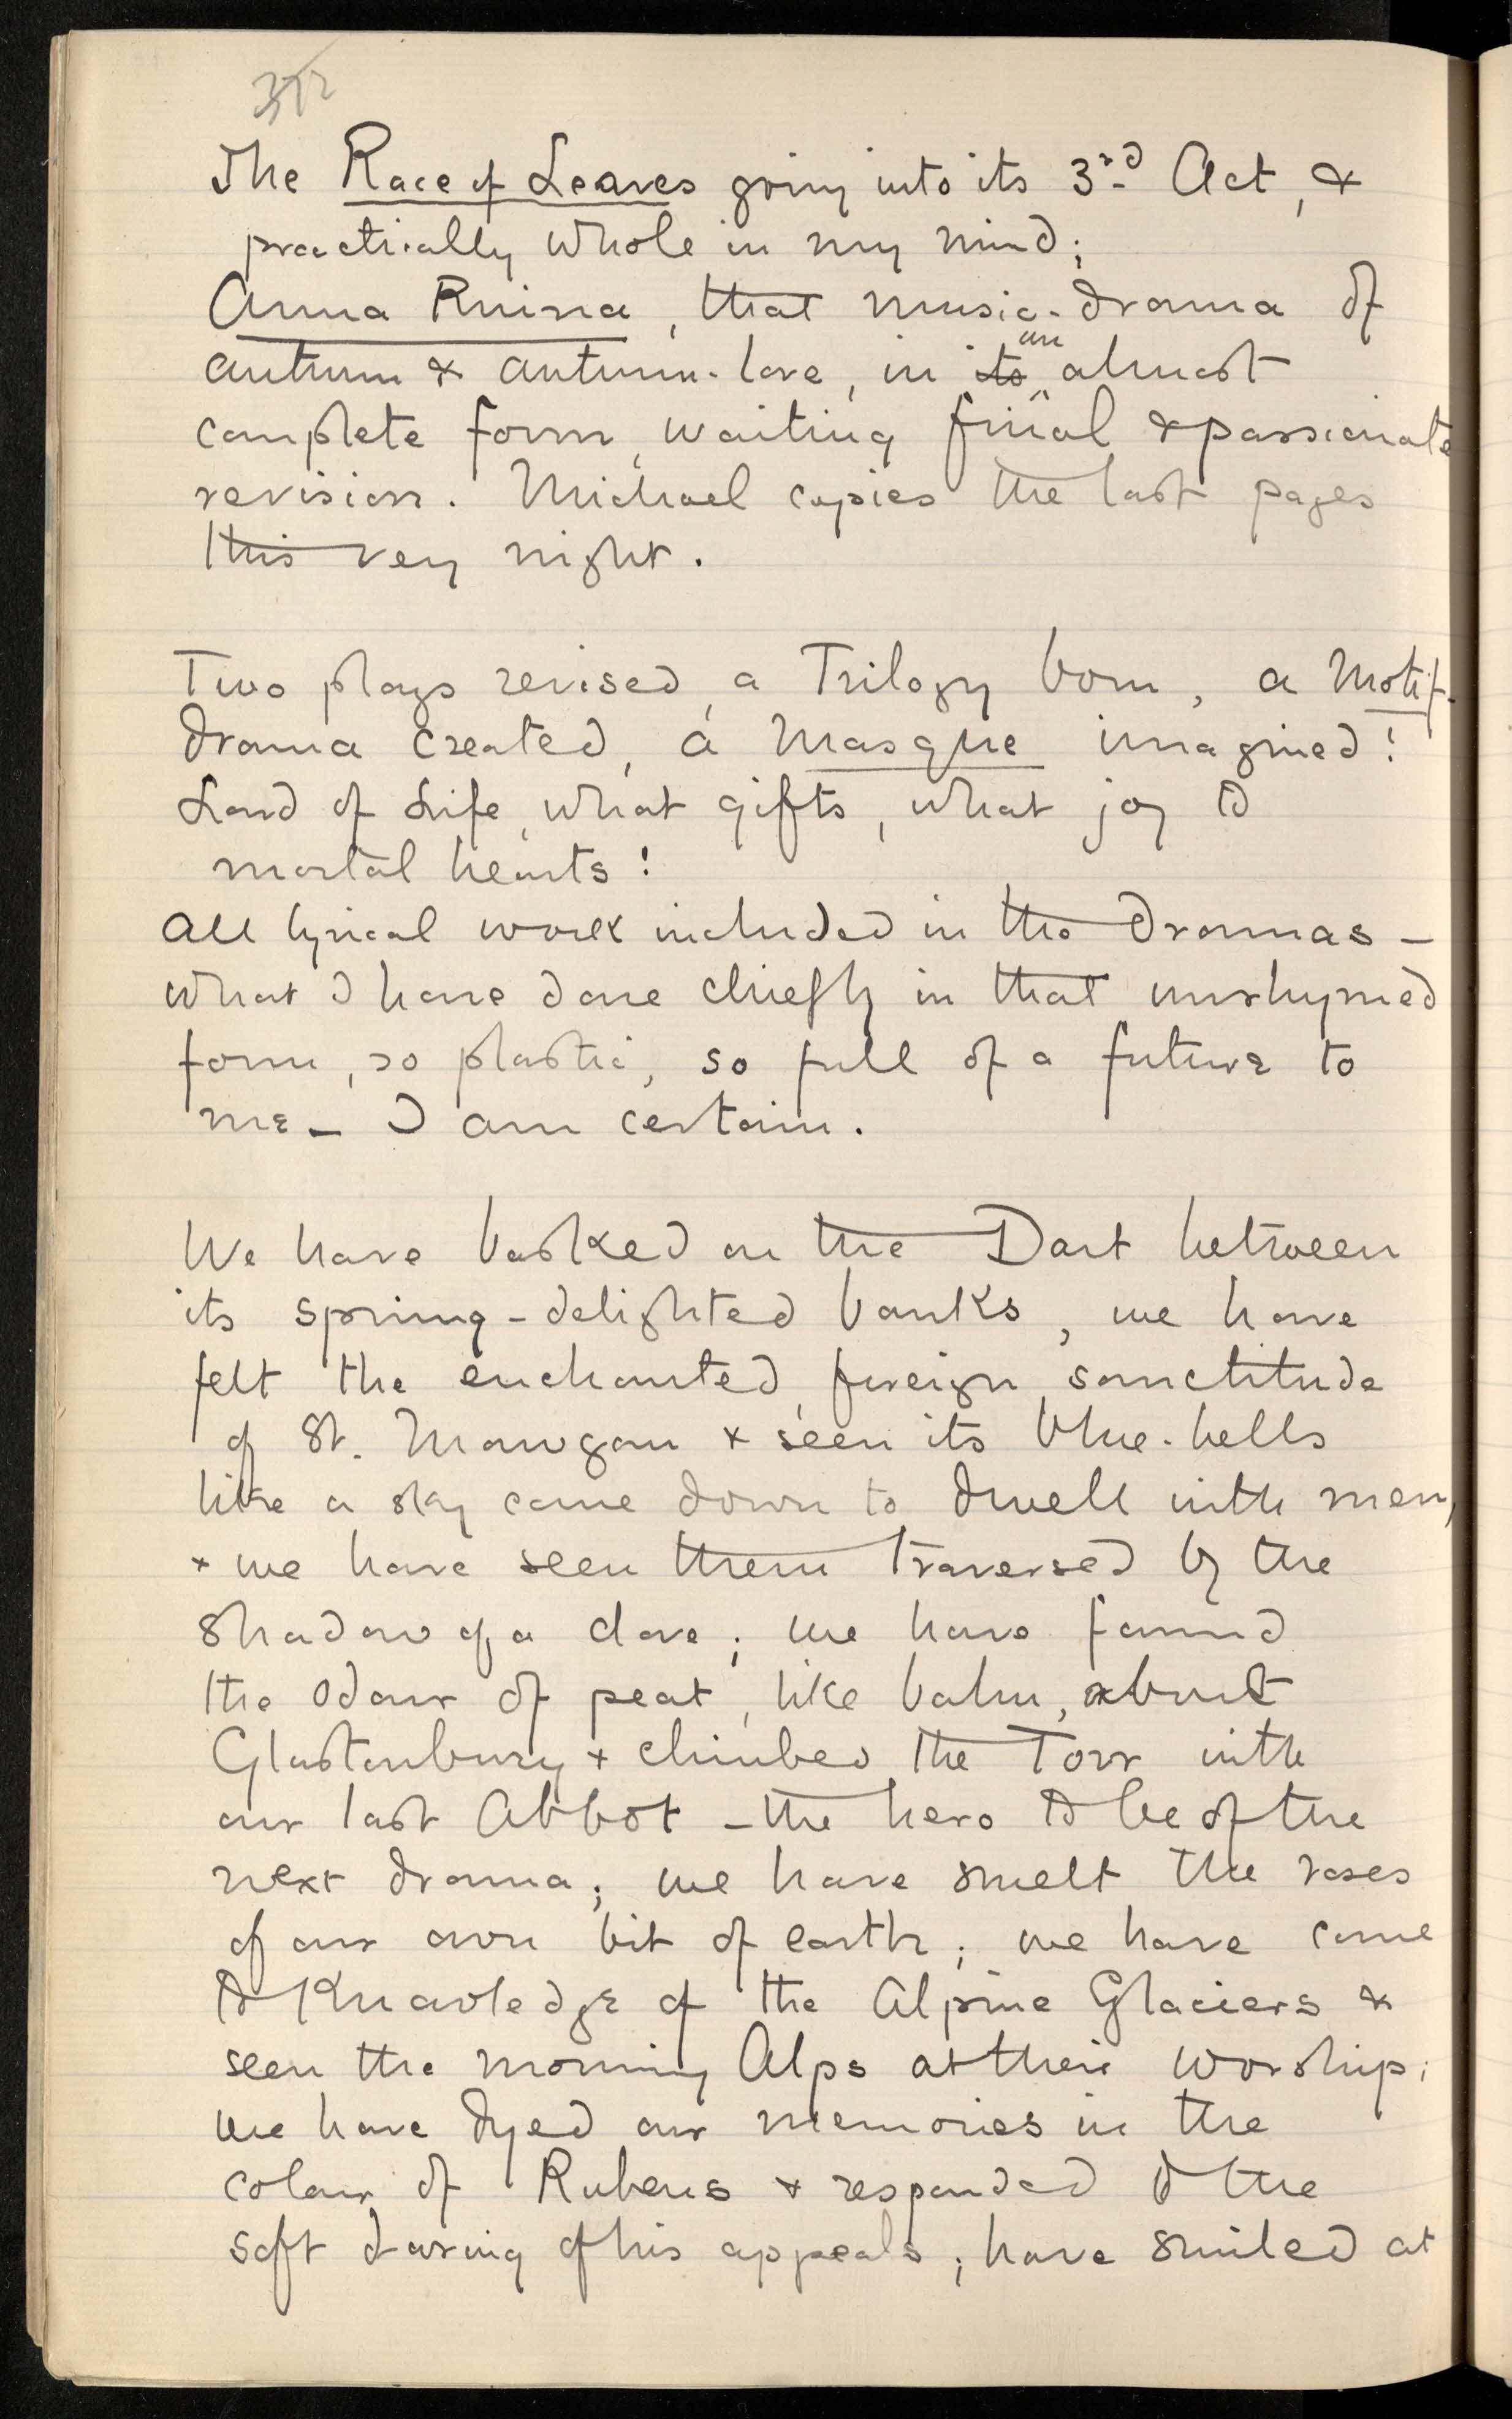 372
The Race of Leaves going into its 3rd Act, &
practically whole in my mind;
Anna Ruina, that music-drama of
autumn & autumn-love, in its an almost
complete form, waiting final & passionate
revision. Michael copies the last pages
this very night.
Two plays revised, a Trilogy born, a Motif-
drama created, a Masque imagined!
Lord of Life, what gifts, what joy to
mortal hearts!
All lyrical work included in the dramas –
what I have done chiefly in that unrhymed
form, so plastic, so full of a future to
me – I am certain.
We have basked on the Dart between
its spring-delighted banks, we have
felt the enchanted, foreign sanctitude
of St. Mawgan & seen its blue-bells
like a sky come down to dwell with men,
& we have seen them traversed by the
shadow of a dove; we have found
the odour of peat, like balm, about
Glastonbury & climbed the Torr with
our last Abbot – the hero to be of the
next drama; we have smelt the roses
of our own bit of earth; we have come
to knowledge of the Alpine Glaciers &
seen the morning Alps at their worship;
we have dyed our memories in the
colour of Rubens & responded to the
soft daring of his appeals; have smiled at